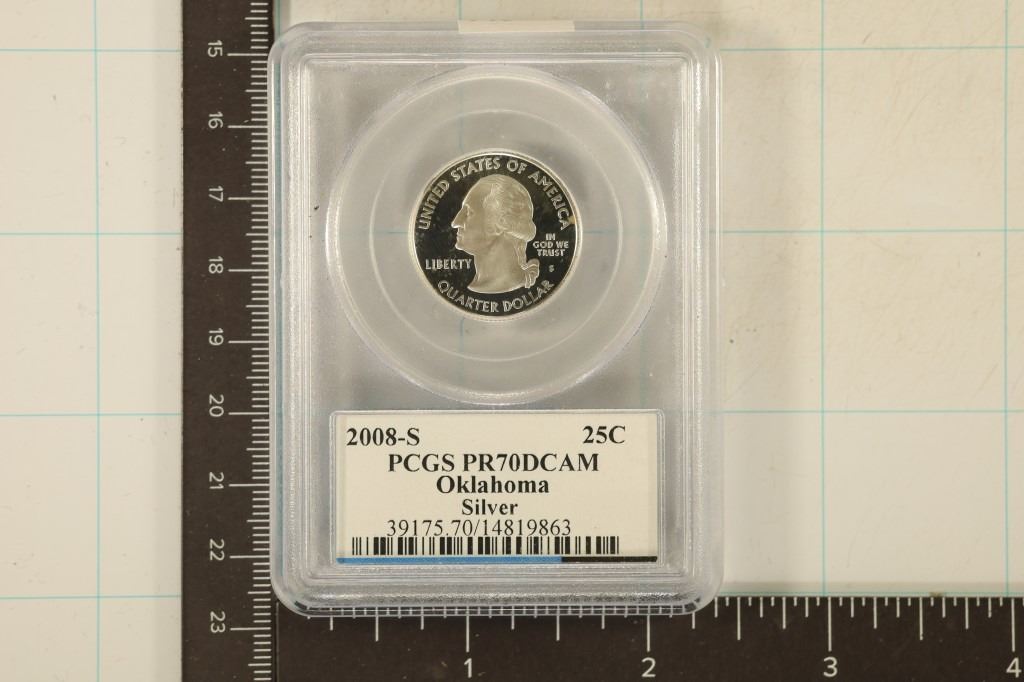 UNITED STATES OF AMERICA
LIBERTY
IN
GOD WE
TRUST
S
QUARTER DOLLAR
2008-S 25C
PCGS PR70DCAM
Oklahoma
Silver
39175.70/14819863
15
16
17
18
19
20
21
22
23
1 2 3 4